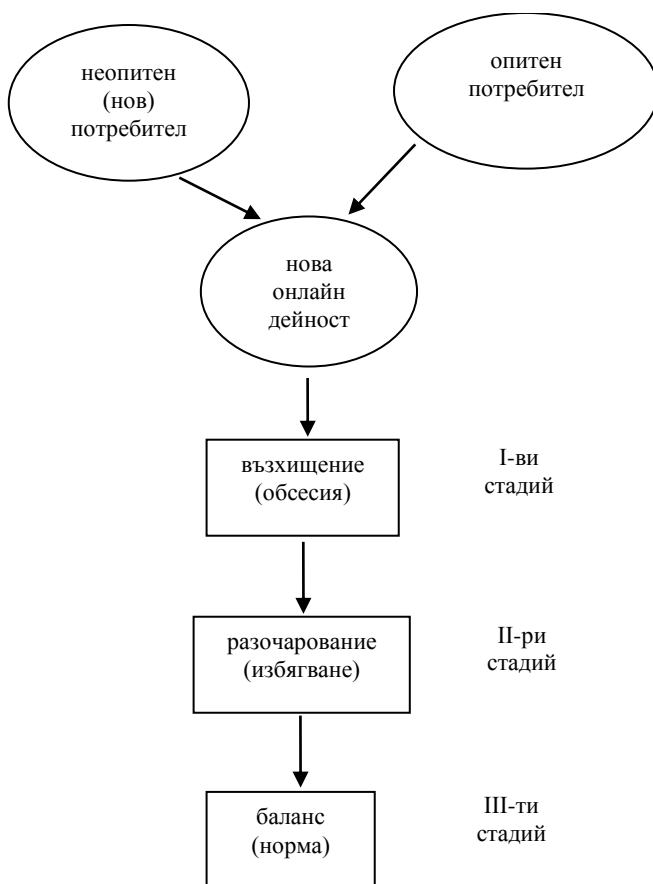 неопитен
(нов)
потребител
опитен
потребител
нова
онлайн
дейност
възхищение
(обсесия)
I-ви
стадий
разочарование
(избягване)
II-ри
стадий
баланс
(норма)
III-ти
стадий